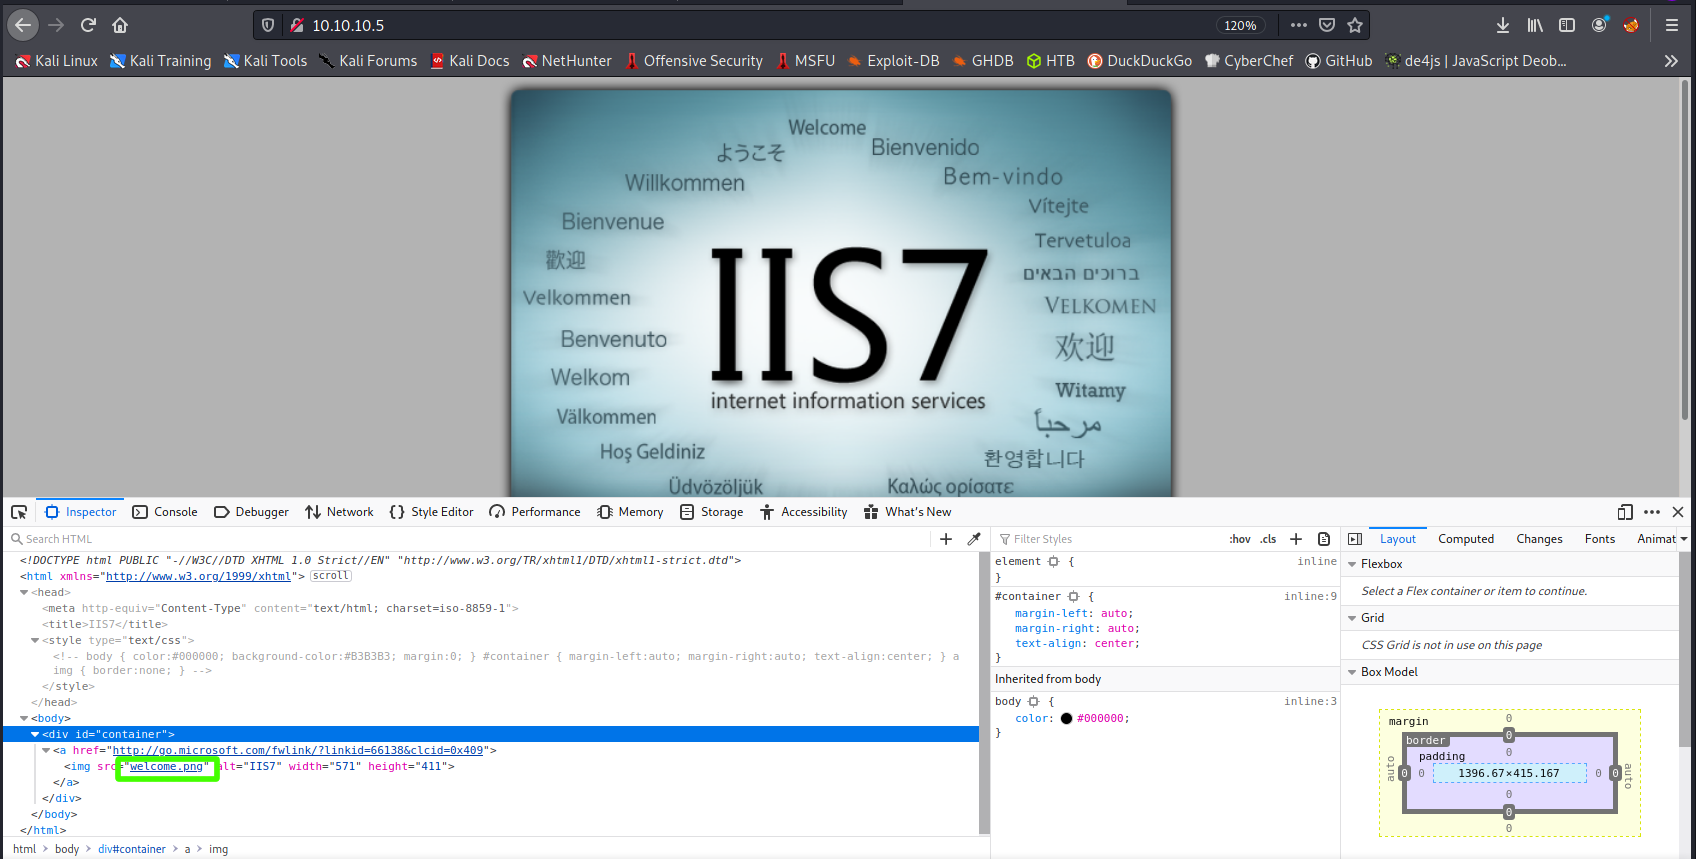 10.10.10.5 120%
Kali Linux Kali Training Kali Tools Kali Forums Kali Docs NetHunter Offensive Security MSFU Exploit-DB GHDB HTB DuckDuckGo CyberChef GitHub de4js | JavaScript Deob...
Welcome
ようこそ Bienvenido
Willkommen Bem-vindo
Bienvenue Vítejte
歡迎 Tervetuloa
Velkommen ברוכים הבאים
Benvenuto VELKOMEN
Welkom 欢迎
Välkommen Witamy
Hoş Geldiniz مرحباً
Üdvözöljük 환영합니다
Καλώς ορίσατε
IIS7
internet information services
Inspector Console Debugger Network Style Editor Performance Memory Storage Accessibility What's New
Search HTML
<!DOCTYPE html PUBLIC "-//W3C//DTD XHTML 1.0 Strict//EN" "http://www.w3.org/TR/xhtml1/DTD/xhtml1-strict.dtd">
<html xmlns="http://www.w3.org/1999/xhtml"> scroll
<head>
<meta http-equiv="Content-Type" content="text/html; charset=iso-8859-1">
<title>IIS7</title>
<style type="text/css">
<!-- body { color:#000000; background-color:#B3B3B3; margin:0; } #container { margin-left:auto; margin-right:auto; text-align:center; } a
img { border:none; } -->
</style>
</head>
<body>
<div id="container">
<a href="http://go.microsoft.com/fwlink/?linkid=66138&clcid=0x409">
<img src="welcome.png" alt="IIS7" width="571" height="411">
</a>
</div>
</body>
</html>
html body div#container a img
Filter Styles :hov .cls
element { inline
}
#container { inline:9
margin-left: auto;
margin-right: auto;
text-align: center;
}
Inherited from body
body { inline:3
color: #000000;
}
Layout Computed Changes Fonts Animat
Flexbox
Select a Flex container or item to continue.
Grid
CSS Grid is not in use on this page
Box Model
margin 0
border 0
padding 0
auto 0 0 1396.67×415.167 0 0 auto
0
0
0